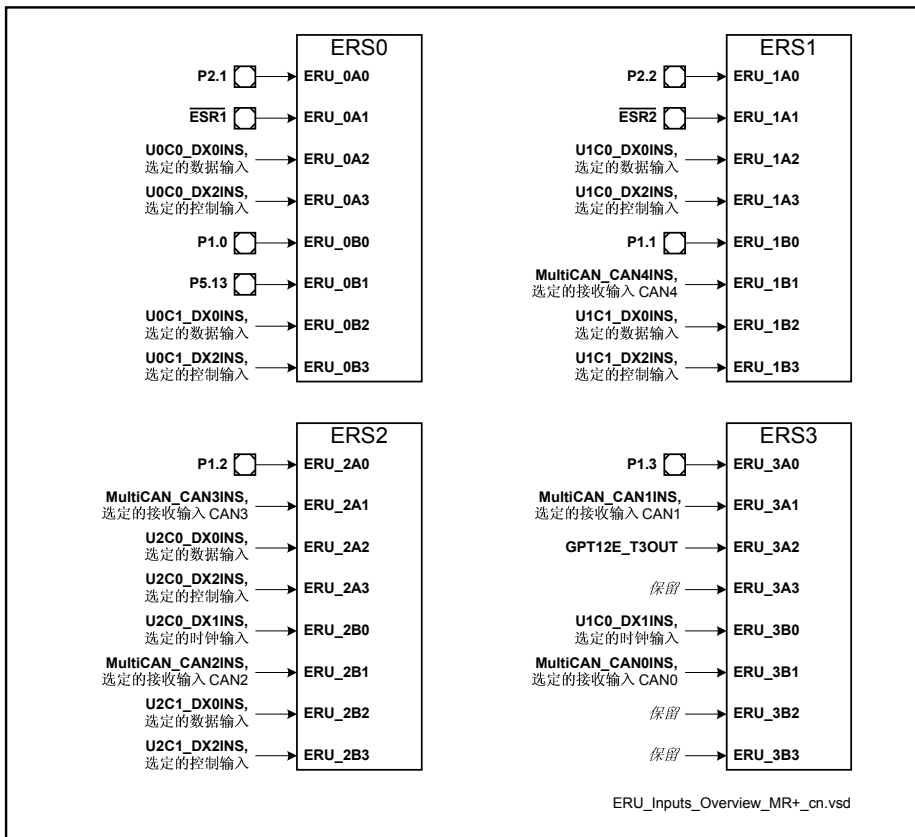 ERS0
P2.1
ERU_0A0
ESR1
ERU_0A1
U0C0_DX0INS,
选定的数据输入
ERU_0A2
U0C0_DX2INS,
选定的控制输入
ERU_0A3
P1.0
ERU_0B0
P5.13
ERU_0B1
U0C1_DX0INS,
选定的数据输入
ERU_0B2
U0C1_DX2INS,
选定的控制输入
ERU_0B3
ERS1
P2.2
ERU_1A0
ESR2
ERU_1A1
U1C0_DX0INS,
选定的数据输入
ERU_1A2
U1C0_DX2INS,
选定的控制输入
ERU_1A3
P1.1
ERU_1B0
MultiCAN_CAN4INS,
选定的接收输入 CAN4
ERU_1B1
U1C1_DX0INS,
选定的数据输入
ERU_1B2
U1C1_DX2INS,
选定的控制输入
ERU_1B3
ERS2
P1.2
ERU_2A0
MultiCAN_CAN3INS,
选定的接收输入 CAN3
ERU_2A1
U2C0_DX0INS,
选定的数据输入
ERU_2A2
U2C0_DX2INS,
选定的控制输入
ERU_2A3
U2C0_DX1INS,
选定的时钟输入
ERU_2B0
MultiCAN_CAN2INS,
选定的接收输入 CAN2
ERU_2B1
U2C1_DX0INS,
选定的数据输入
ERU_2B2
U2C1_DX2INS,
选定的控制输入
ERU_2B3
ERS3
P1.3
ERU_3A0
MultiCAN_CAN1INS,
选定的接收输入 CAN1
ERU_3A1
GPT12E_T3OUT
ERU_3A2
保留
ERU_3A3
U1C0_DX1INS,
选定的时钟输入
ERU_3B0
MultiCAN_CAN0INS,
选定的接收输入 CAN0
ERU_3B1
保留
ERU_3B2
保留
ERU_3B3
ERU_Inputs_Overview_MR+_cn.vsd